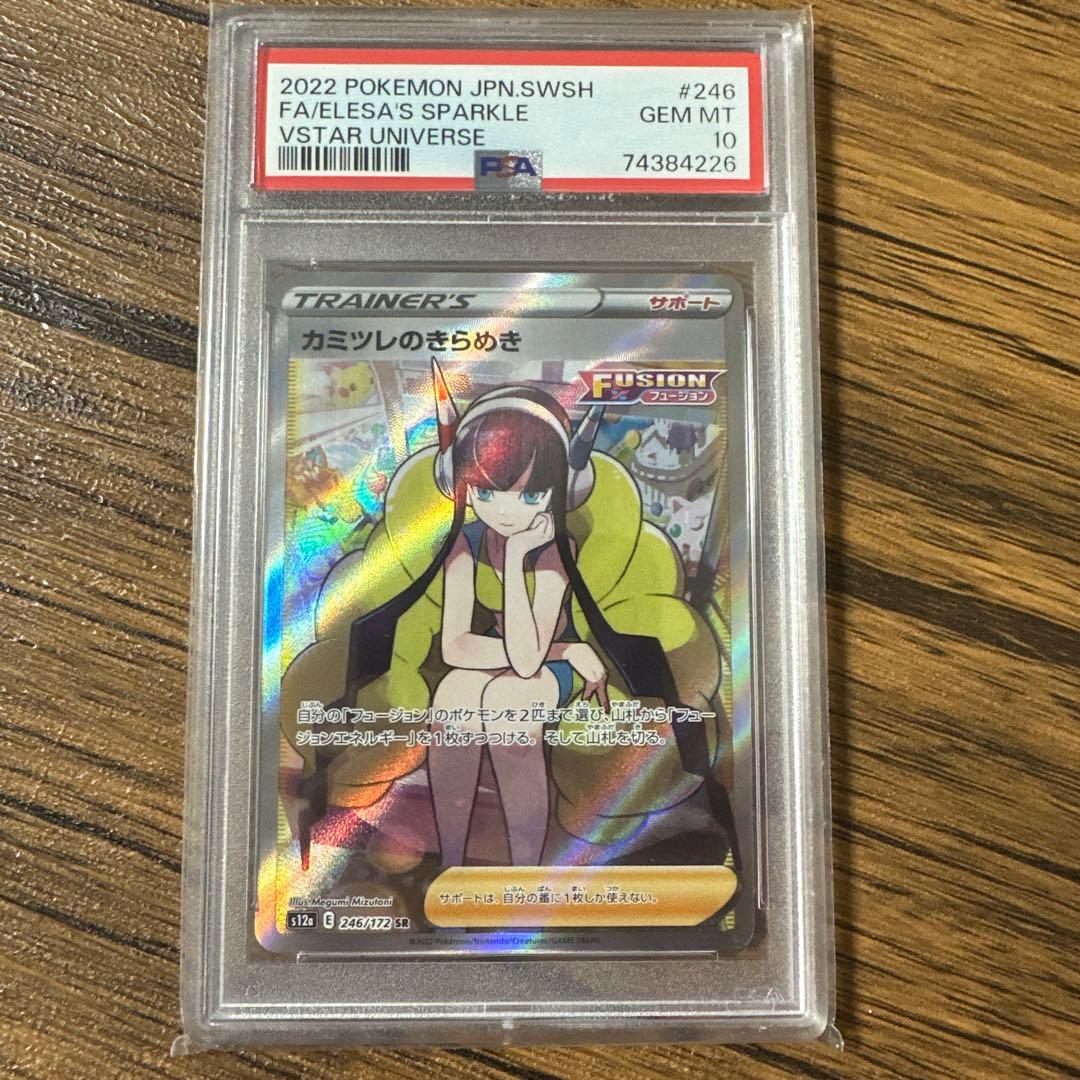 2022 POKEMON JPN.SWSH #246
FA/ELESA'S SPARKLE GEM MT
VSTAR UNIVERSE 10
PSA 74384226
TRAINER'S サポート
カミツレのきらめき
FUSION
フュージョン
自分の「フュージョン」のポケモンを2匹まで選び、山札から「フュー
ジョンエネルギー」を1枚ずつつける。そして山札を切る。
サポートは、自分の番に1枚しか使えない。
Illus. Megumi Mizutani
s12a E 246/172 SR
©2022 Pokémon/Nintendo/Creatures/GAME FREAK